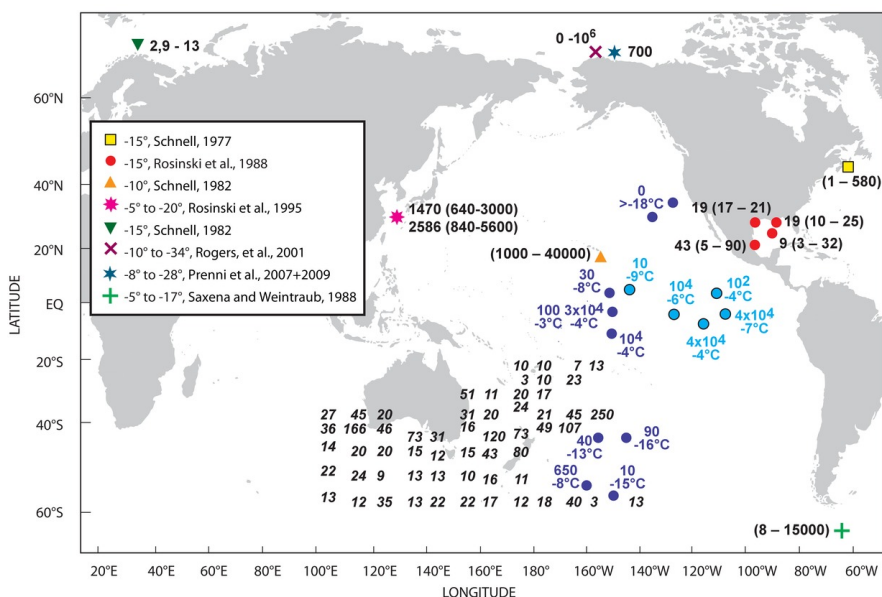 0 -10⁶
2,9 - 13
700
60°N
-15°, Schnell, 1977
-15°, Rosinski et al., 1988
-10°, Schnell, 1982
-5° to -20°, Rosinski et al., 1995
-15°, Schnell, 1982
-10° to -34°, Rogers, et al., 2001
-8° to -28°, Prenni et al., 2007+2009
-5° to -17°, Saxena and Weintraub, 1988
40°N
(1 – 580)
0
>-18°C
19 (17 – 21)
1470 (640-3000)
19 (10 – 25)
2586 (840-5600)
43 (5 – 90)
9 (3 – 32)
20°N
(1000 – 40000)
10
-9°C
30
-8°C
10⁴
-6°C
10²
-4°C
LATITUDE
EQ
100
-3°C
3x10⁴
-4°C
4x10⁴
-7°C
4x10⁴
-4°C
10⁴
-4°C
20°S
10 10 7 13
3 10 23
51 11 20 17
24
27 45 20 31 20 21 45 250
36 166 46 16 49 107
73 31 120 73
40°S
14 20 20 15 12 15 43 80
40
-13°C
90
-16°C
22 24 9 13 13 10 16 11
650
-8°C
10
-15°C
13 12 35 13 22 22 17 12 18 40 3 13
60°S
(8 – 15000)
20°E 40°E 60°E 80°E 100°E 120°E 140°E 160°E 180° 160°W 140°W 120°W 100°W 80°W 60°W
LONGITUDE